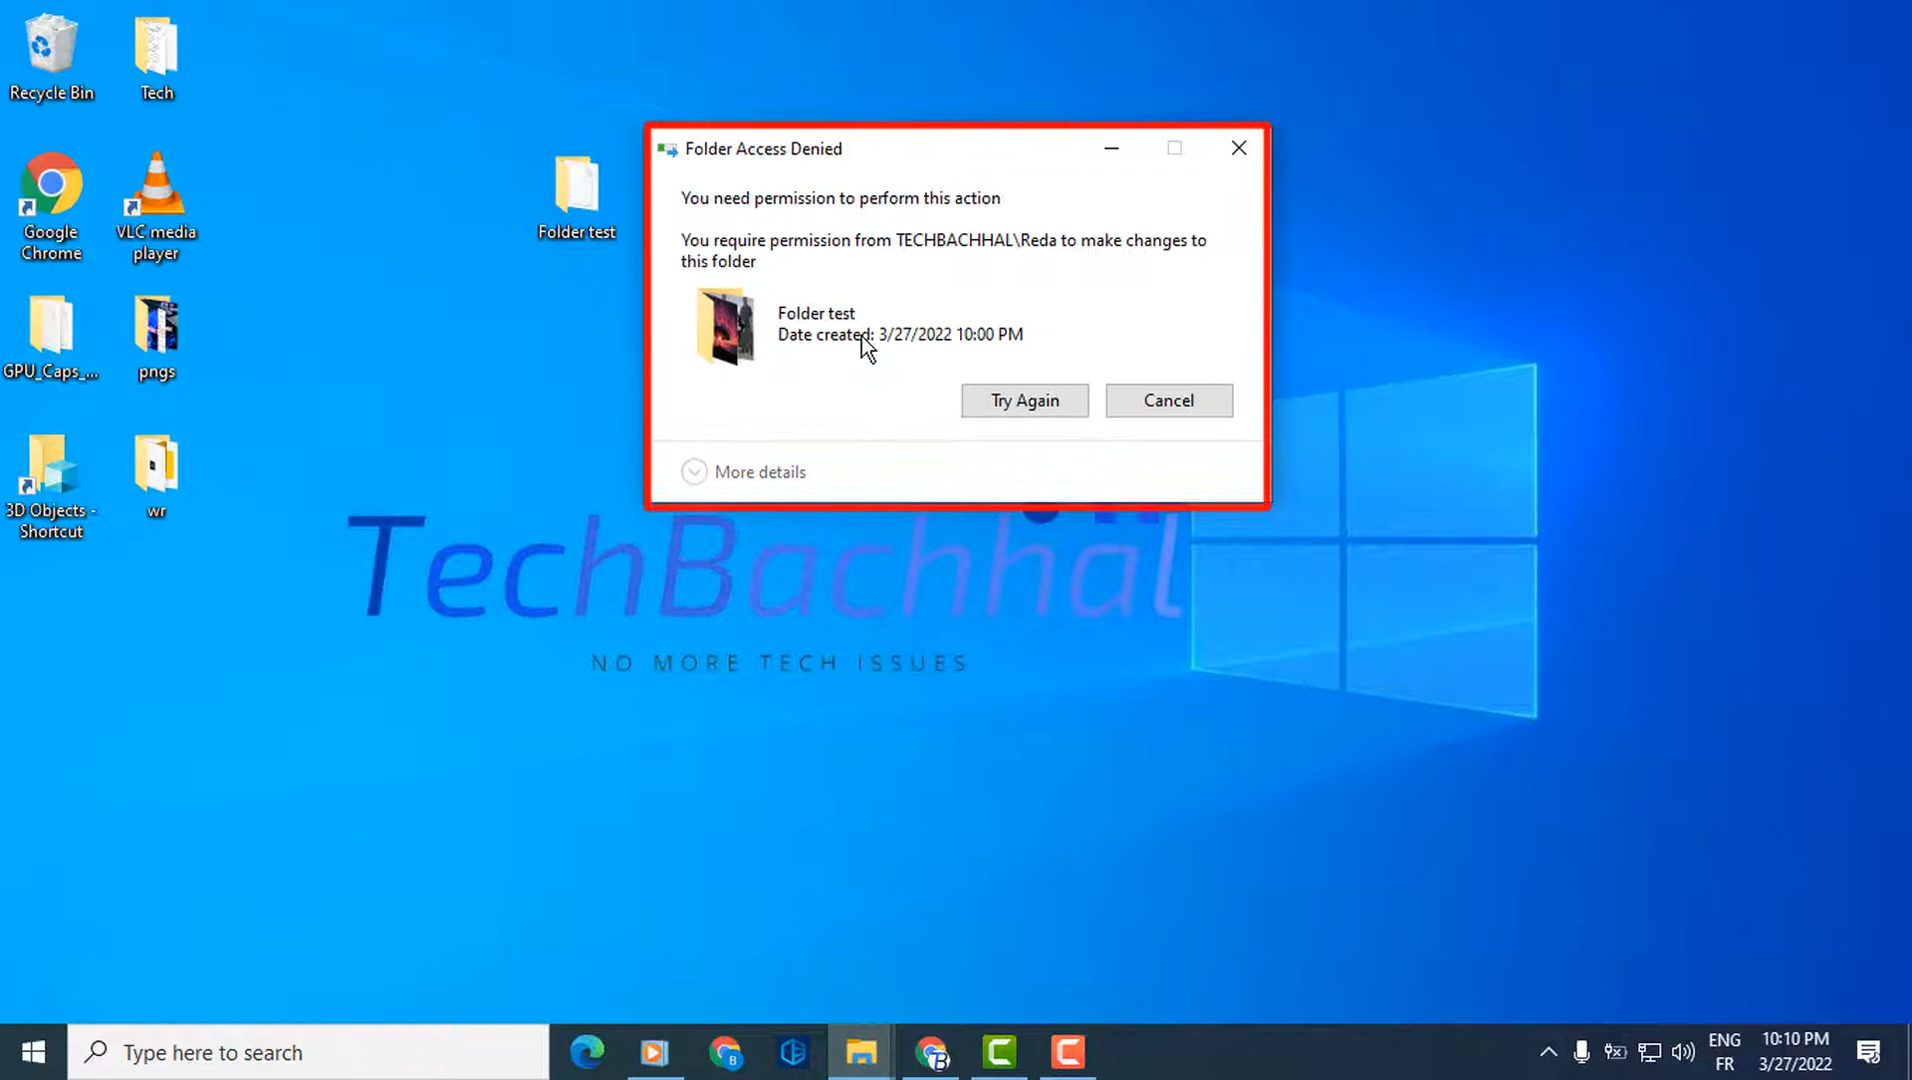 Recycle Bin
Tech
Google
Chrome
VLC media
player
Folder test
GPU_Caps_...
pngs
3D Objects -
Shortcut
wr
Folder Access Denied
You need permission to perform this action
You require permission from TECHBACHHAL\Reda to make changes to
this folder
Folder test
Date created: 3/27/2022 10:00 PM
Try Again
Cancel
More details
TechBachhal
NO MORE TECH ISSUES
Type here to search
ENG
FR
10:10 PM
3/27/2022